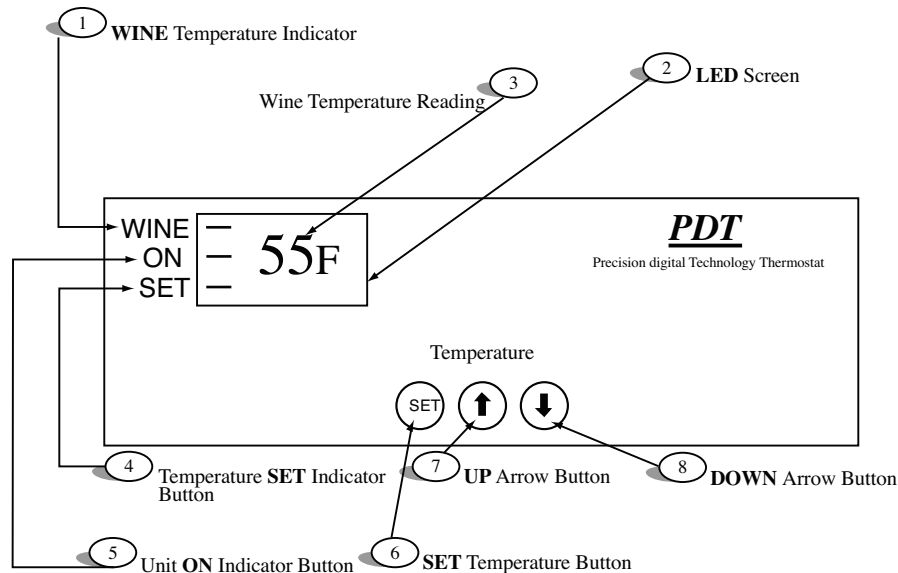 1 WINE Temperature Indicator
2 LED Screen
3
Wine Temperature Reading
WINE
ON
SET
55F
PDT
Precision digital Technology Thermostat
Temperature
SET
4 Temperature SET Indicator
Button
7 UP Arrow Button
8 DOWN Arrow Button
5 Unit ON Indicator Button
6 SET Temperature Button